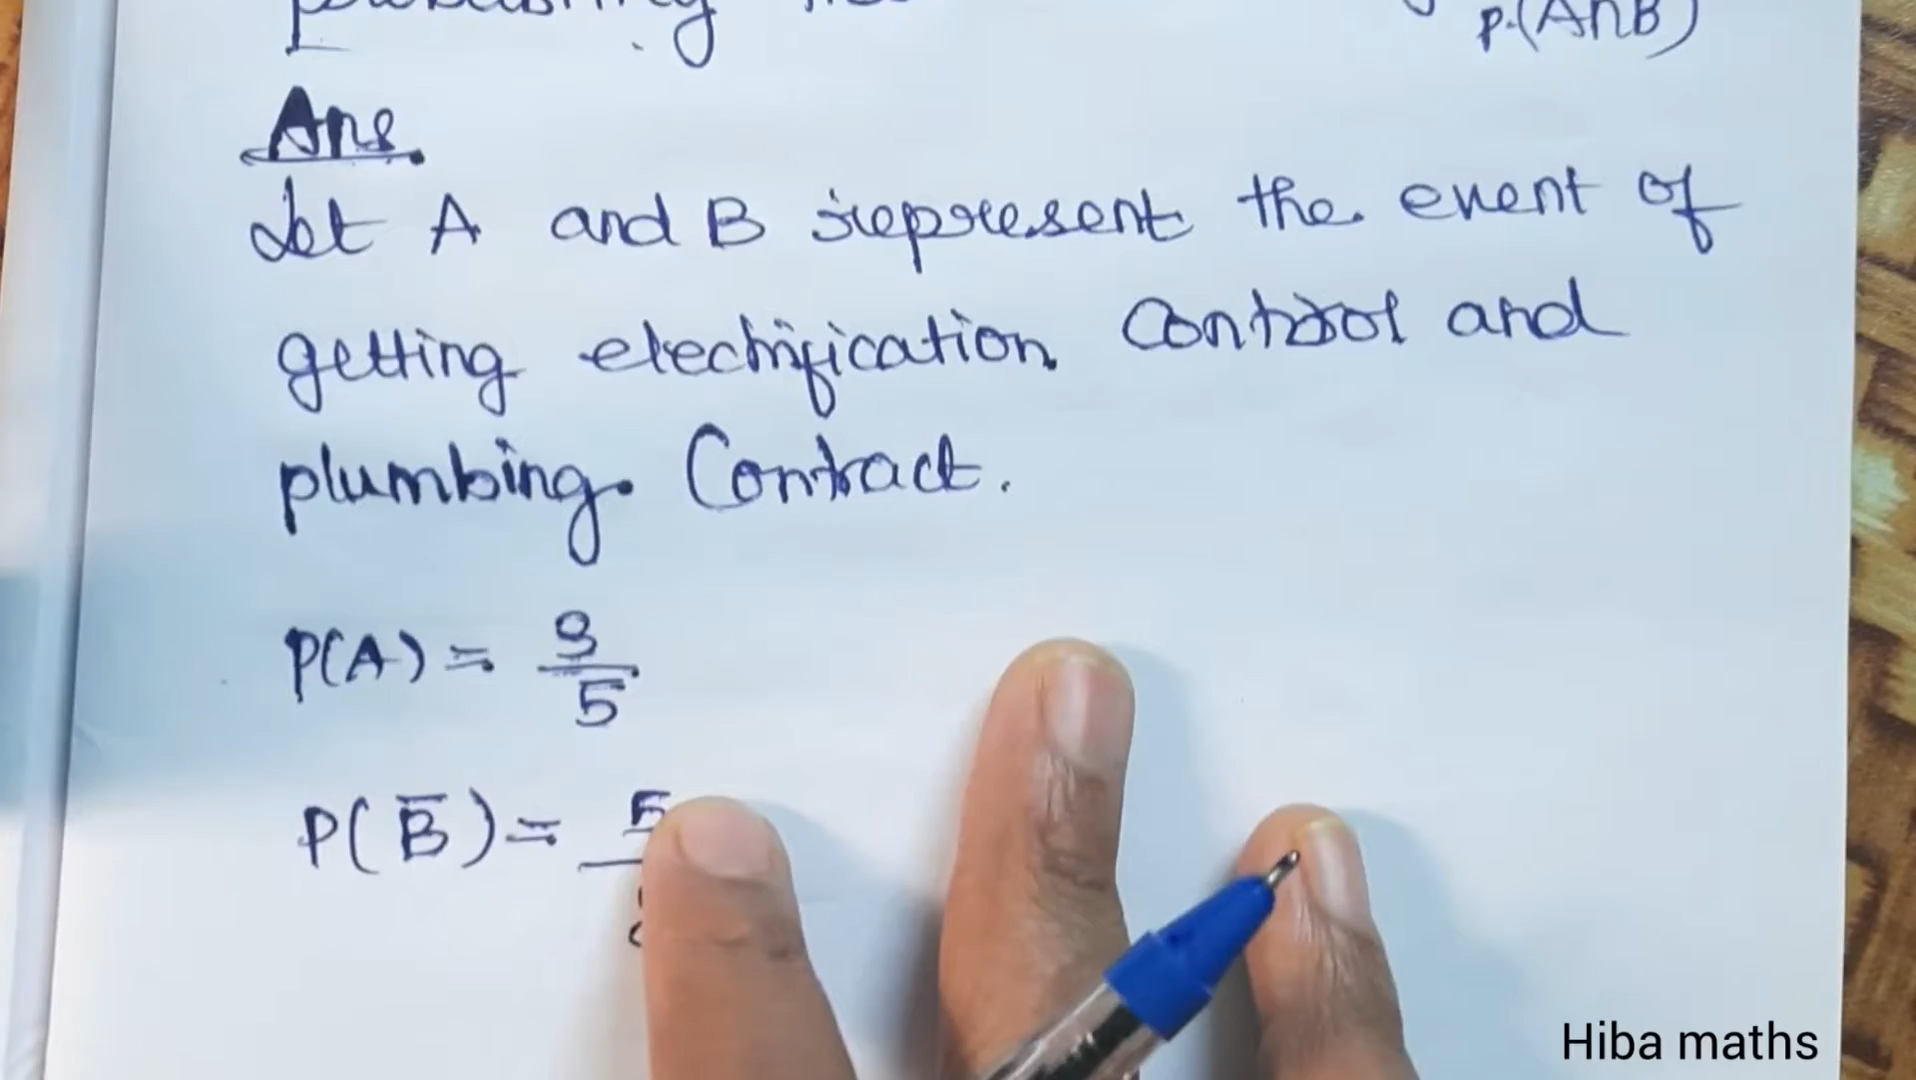 P(A∩B)
Ans
Let A and B represent the event of
getting electrification Control and
plumbing. Contract.
P(A) = 3/5
P(B̅) = 5
Hiba maths